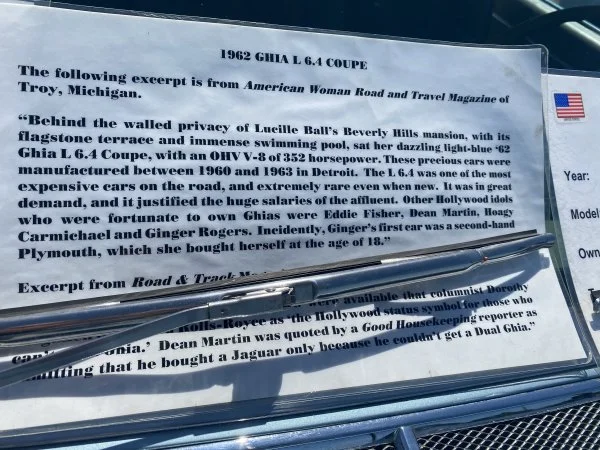 1962 GHIA L 6.4 COUPE
The following excerpt is from American Woman Road and Travel Magazine of
Troy, Michigan.
“Behind the walled privacy of Lucille Ball's Beverly Hills mansion, with its
flagstone terrace and immense swimming pool, sat her dazzling light-blue ‘62
Ghia L 6.4 Coupe, with an OHV V-8 of 352 horsepower. These precious cars were
manufactured between 1960 and 1963 in Detroit. The L 6.4 was one of the most
expensive cars on the road, and extremely rare even when new. It was in great
demand, and it justified the huge salaries of the affluent. Other Hollywood idols
who were fortunate to own Ghias were Eddie Fisher, Dean Martin, Hoagy
Carmichael and Ginger Rogers. Incidently, Ginger's first car was a second-hand
Plymouth, which she bought herself at the age of 18.”
Excerpt from Road & Track
were available that columnist Dorothy
Rolls-Royce as ‘the Hollywood status symbol for those who
can't Ghia.’ Dean Martin was quoted by a Good Housekeeping reporter as
that he bought a Jaguar only because he couldn't get a Dual Ghia.”
Year:
Model
Own